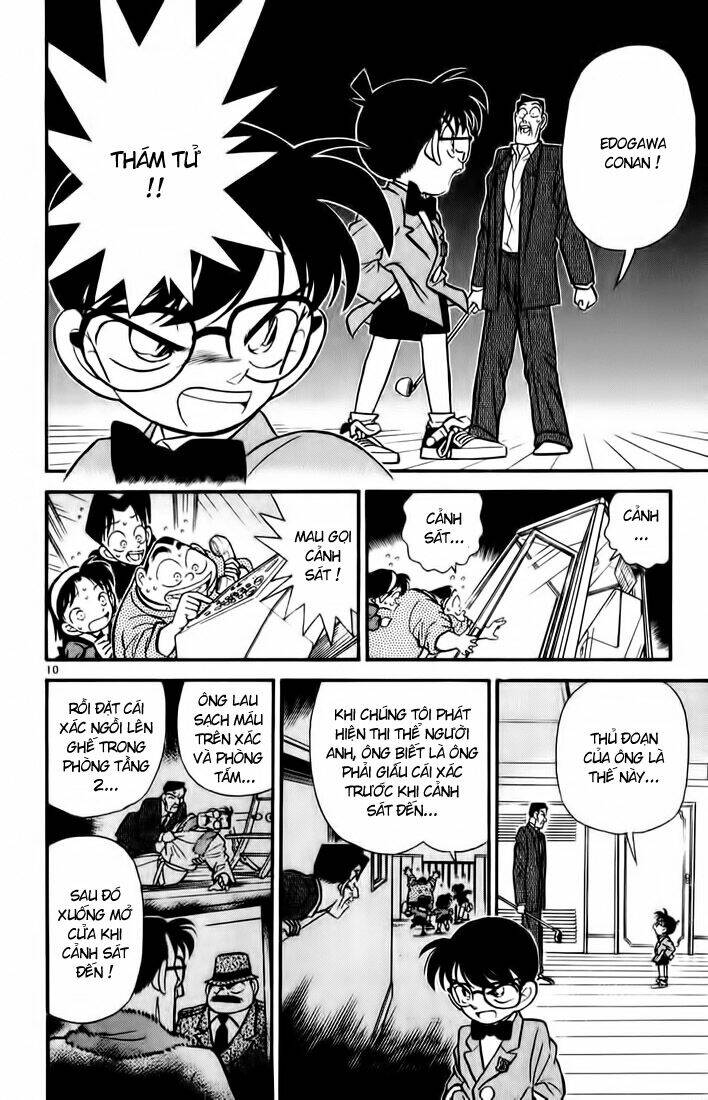 EDOGAWA
CONAN !
THÁM TỬ
!!
CẢNH
...
CẢNH
SÁT...
MAU GỌI
CẢNH
SÁT !
10
THỦ ĐOẠN
CỦA ÔNG LÀ
THẾ NÀY...
KHI CHÚNG TÔI PHÁT
HIỆN THI THỂ NGƯỜI
ANH, ÔNG BIẾT LÀ ÔNG
PHẢI GIẤU CÁI XÁC
TRƯỚC KHI CẢNH
SÁT ĐẾN...
ÔNG LAU
SẠCH MÁU
TRÊN XÁC
VÀ PHÒNG
TẮM...
RỒI ĐẶT CÁI
XÁC NGỒI LÊN
GHẾ TRONG
PHÒNG TẦNG
2...
SAU ĐÓ
XUỐNG MỞ
CỬA KHI
CẢNH SÁT
ĐẾN !